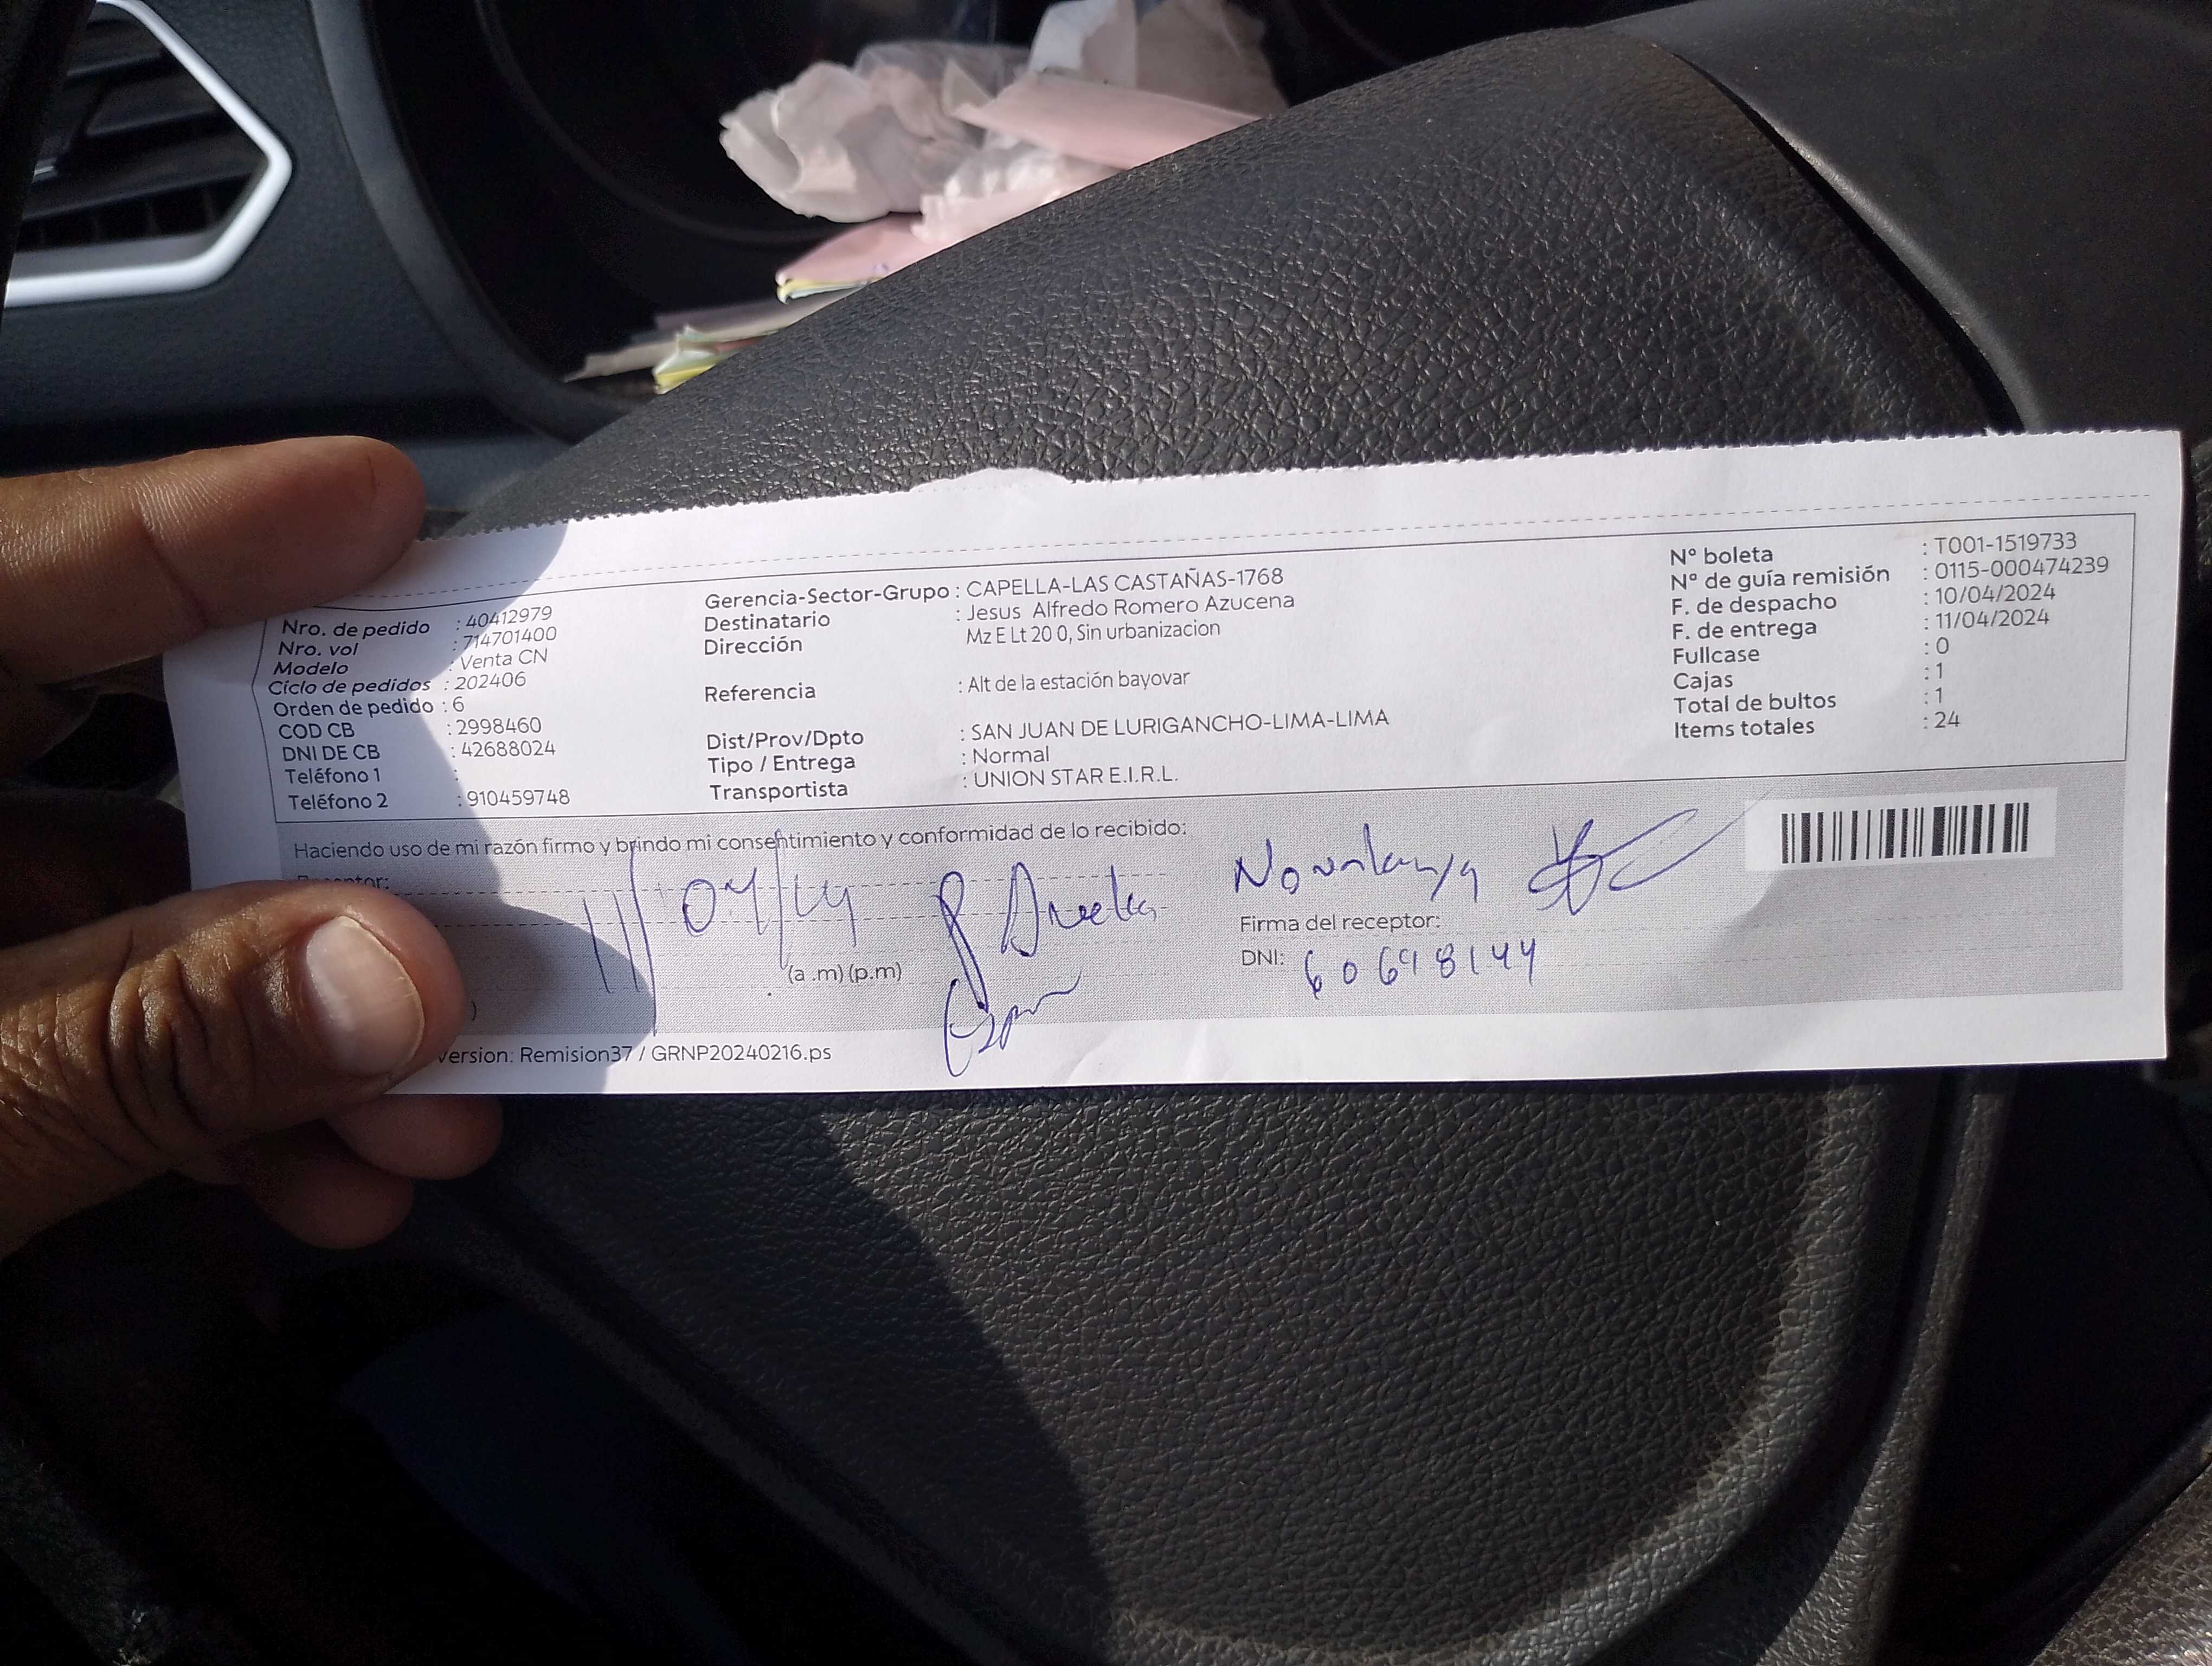 Nro. de pedido : 40412979
Nro. vol : 714701400
Modelo : Venta CN
Ciclo de pedidos : 202406
Orden de pedido : 6
COD CB : 2998460
DNI DE CB : 42688024
Teléfono 1 :
Teléfono 2 : 910459748
Gerencia-Sector-Grupo : CAPELLA-LAS CASTAÑAS-1768
Destinatario : Jesus Alfredo Romero Azucena
Dirección Mz E Lt 20 0, Sin urbanizacion
Referencia : Alt de la estación bayovar
Dist/Prov/Dpto : SAN JUAN DE LURIGANCHO-LIMA-LIMA
Tipo / Entrega : Normal
Transportista : UNION STAR E.I.R.L.
Nº boleta : T001-1519733
Nº de guía remisión : 0115-000474239
F. de despacho : 10/04/2024
F. de entrega : 11/04/2024
Fullcase : 0
Cajas : 1
Total de bultos : 1
Items totales : 24
Haciendo uso de mi razón firmo y brindo mi consentimiento y conformidad de lo recibido:
11/04/
(a .m) (p.m)
Firma del receptor:
DNI:
)
version: Remision37 / GRNP20240216.ps